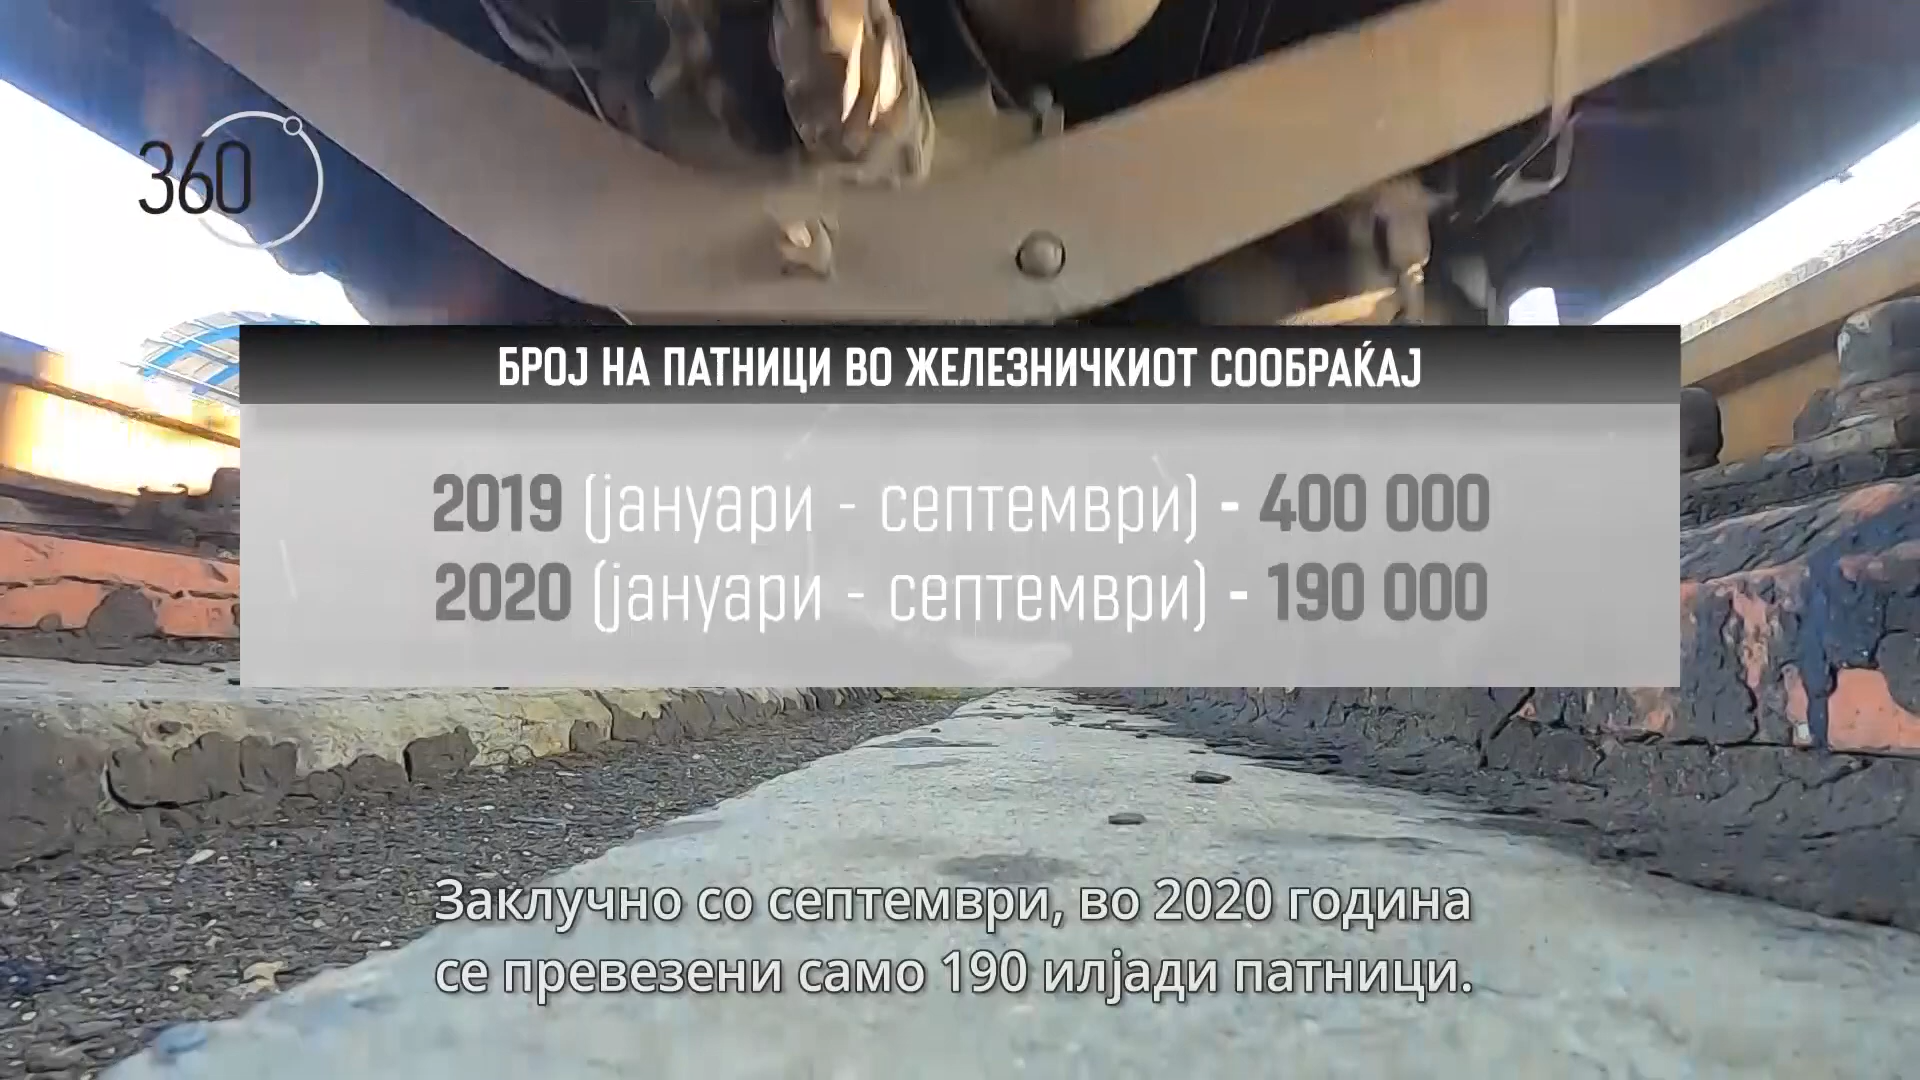 360
БРОЈ НА ПАТНИЦИ ВО ЖЕЛЕЗНИЧКИОТ СООБРАЌАЈ
2019 (јануари - септември) - 400 000
2020 (јануари - септември) - 190 000
Заклучно со септември, во 2020 година
се превезени само 190 илјади патници.